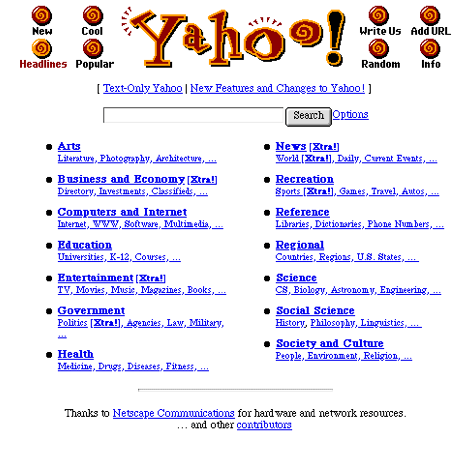 New Cool Yahoo! Write Us Add URL
Headlines Popular Random Info
[ Text-Only Yahoo | New Features and Changes to Yahoo! ]
Search Options
Arts
Literature, Photography, Architecture, ...
Business and Economy [Xtra!]
Directory, Investments, Classifieds, ...
Computers and Internet
Internet, WWW, Software, Multimedia, ...
Education
Universities, K-12, Courses, ...
Entertainment [Xtra!]
TV, Movies, Music, Magazines, Books, ...
Government
Politics [Xtra!], Agencies, Law, Military,
...
Health
Medicine, Drugs, Diseases, Fitness, ...
News [Xtra!]
World [Xtra!], Daily, Current Events, ...
Recreation
Sports [Xtra!], Games, Travel, Autos, ...
Reference
Libraries, Dictionaries, Phone Numbers, ...
Regional
Countries, Regions, U.S. States, ...
Science
CS, Biology, Astronomy, Engineering, ...
Social Science
History, Philosophy, Linguistics, ...
Society and Culture
People, Environment, Religion, ...
Thanks to Netscape Communications for hardware and network resources.
... and other contributors